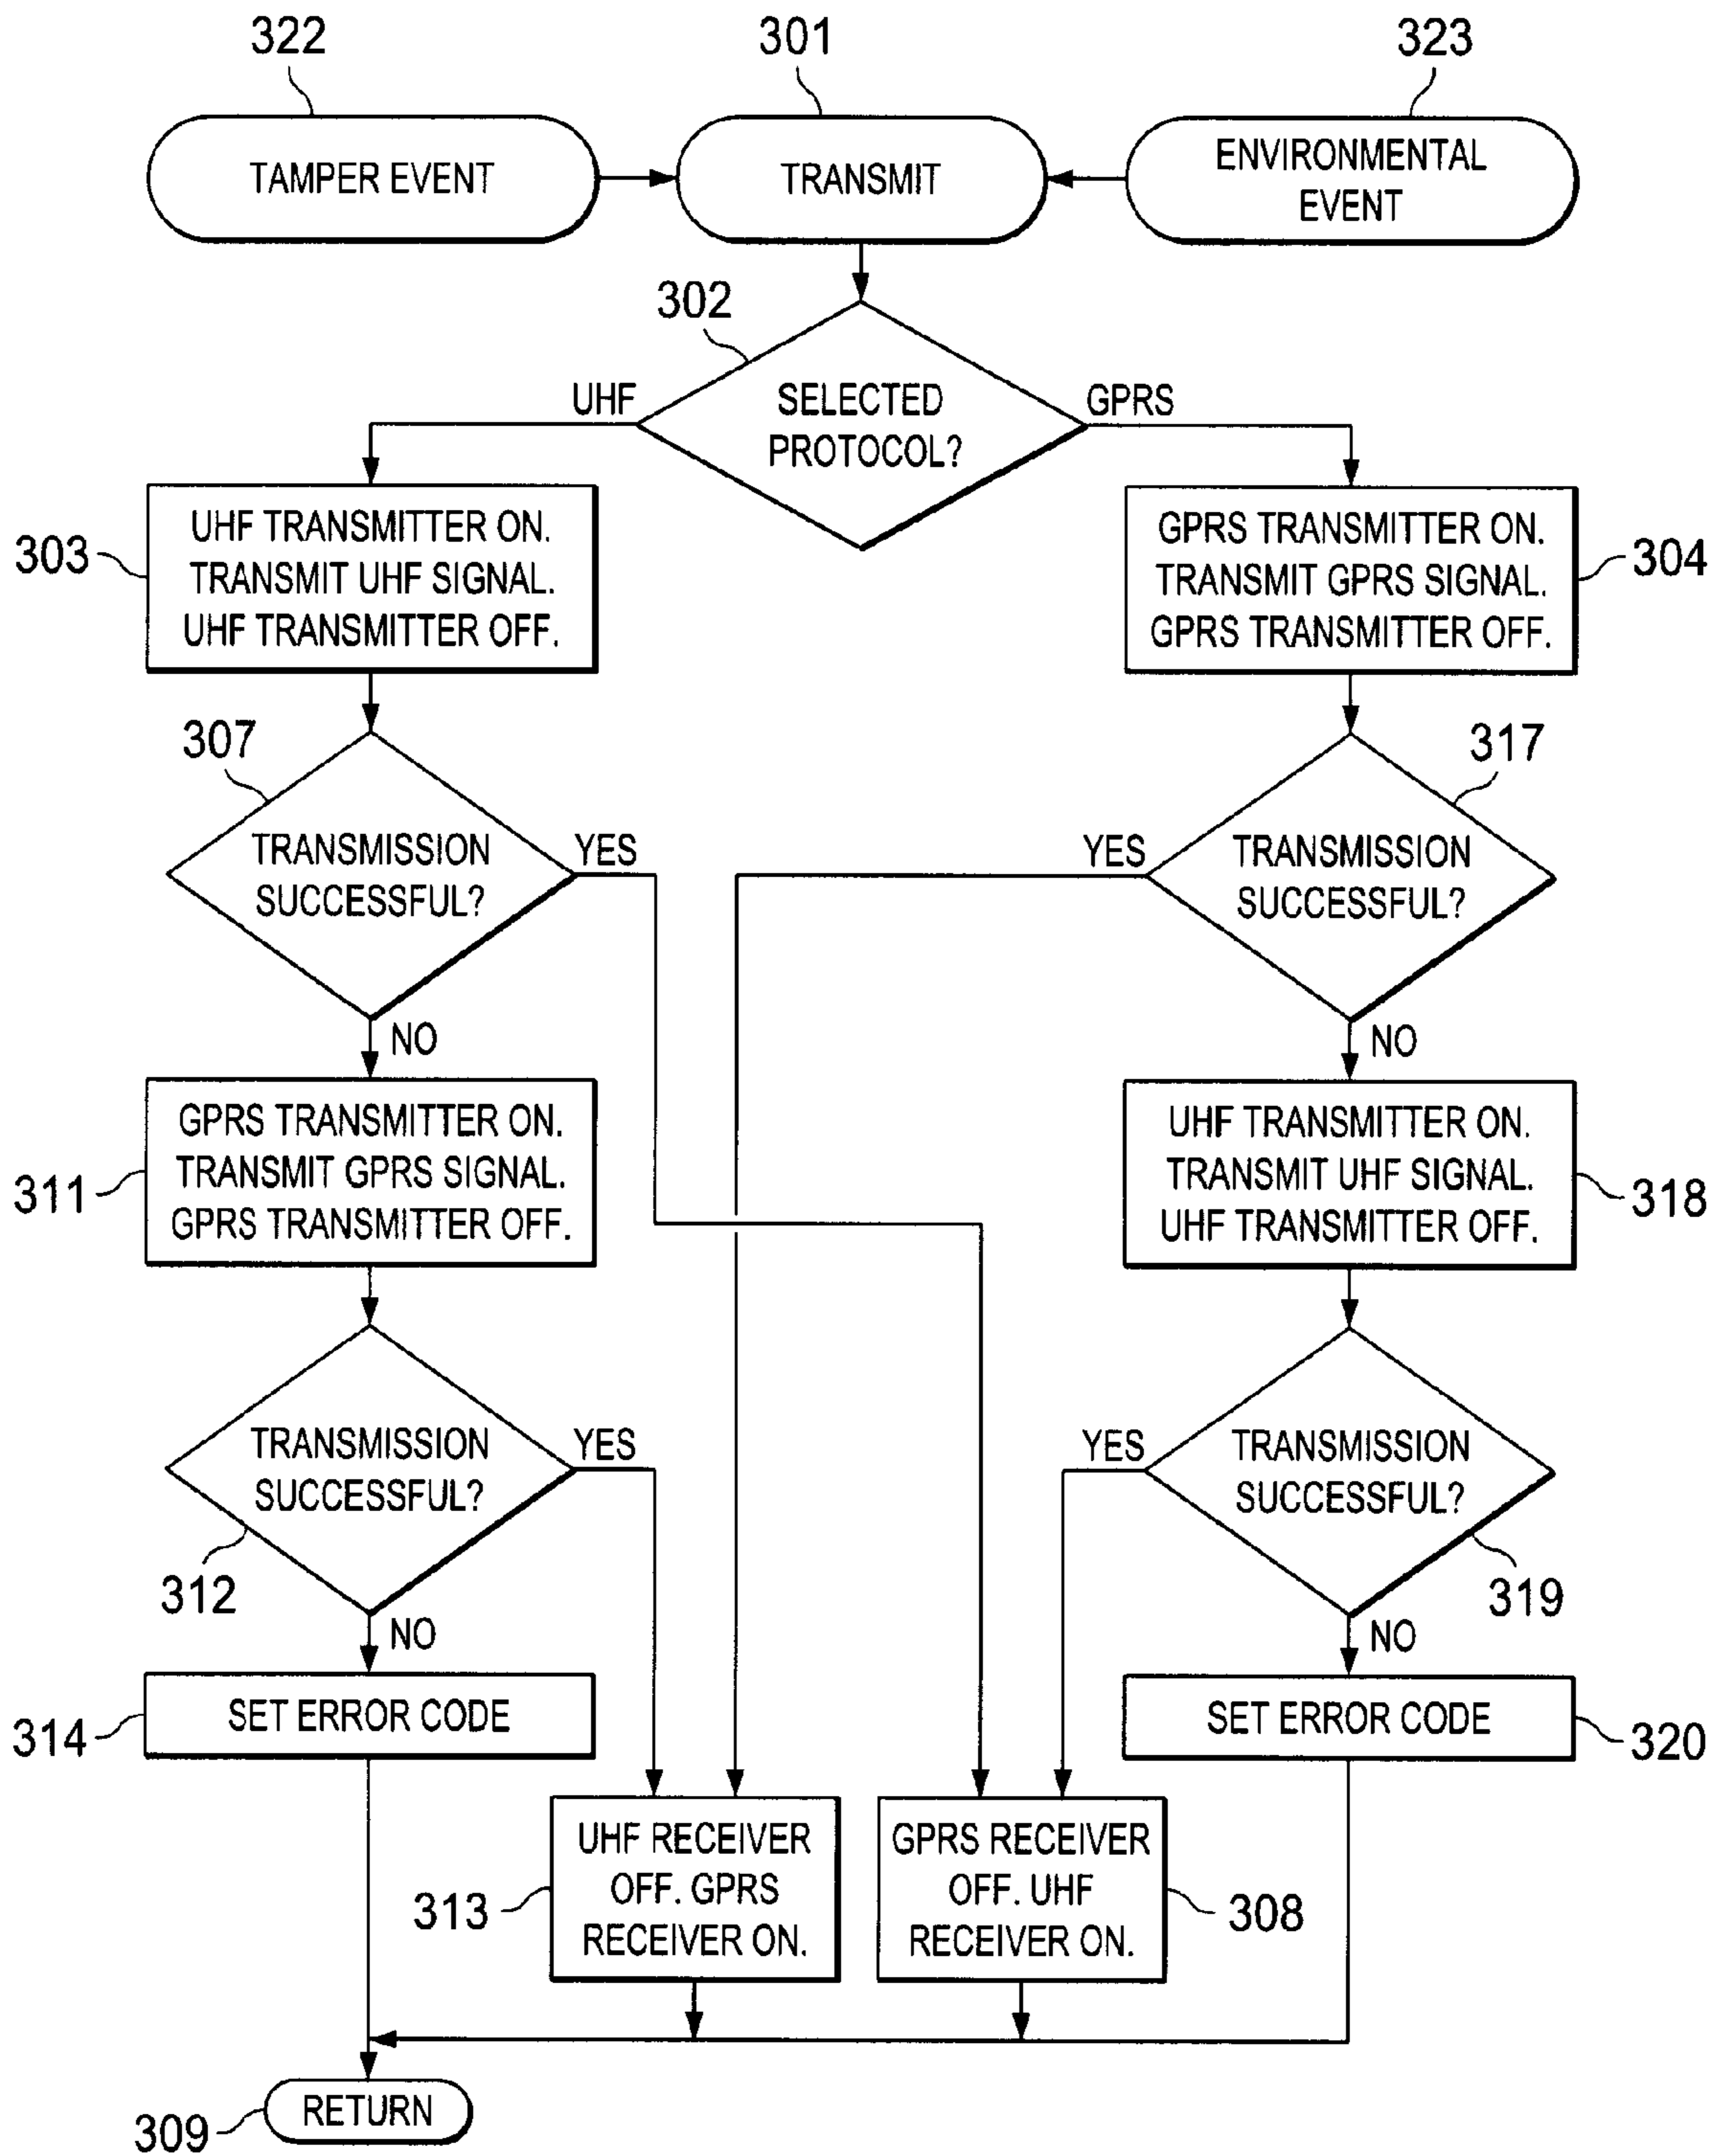 322
301
323
TAMPER EVENT
TRANSMIT
ENVIRONMENTAL
EVENT
302
UHF
SELECTED
PROTOCOL?
GPRS
303
UHF TRANSMITTER ON.
TRANSMIT UHF SIGNAL.
UHF TRANSMITTER OFF.
GPRS TRANSMITTER ON.
TRANSMIT GPRS SIGNAL.
GPRS TRANSMITTER OFF.
304
307
317
TRANSMISSION
SUCCESSFUL?
YES
YES
TRANSMISSION
SUCCESSFUL?
NO
NO
311
GPRS TRANSMITTER ON.
TRANSMIT GPRS SIGNAL.
GPRS TRANSMITTER OFF.
UHF TRANSMITTER ON.
TRANSMIT UHF SIGNAL.
UHF TRANSMITTER OFF.
318
TRANSMISSION
SUCCESSFUL?
YES
YES
TRANSMISSION
SUCCESSFUL?
312
319
NO
NO
314
SET ERROR CODE
SET ERROR CODE
320
313
UHF RECEIVER
OFF. GPRS
RECEIVER ON.
GPRS RECEIVER
OFF. UHF
RECEIVER ON.
308
309
RETURN